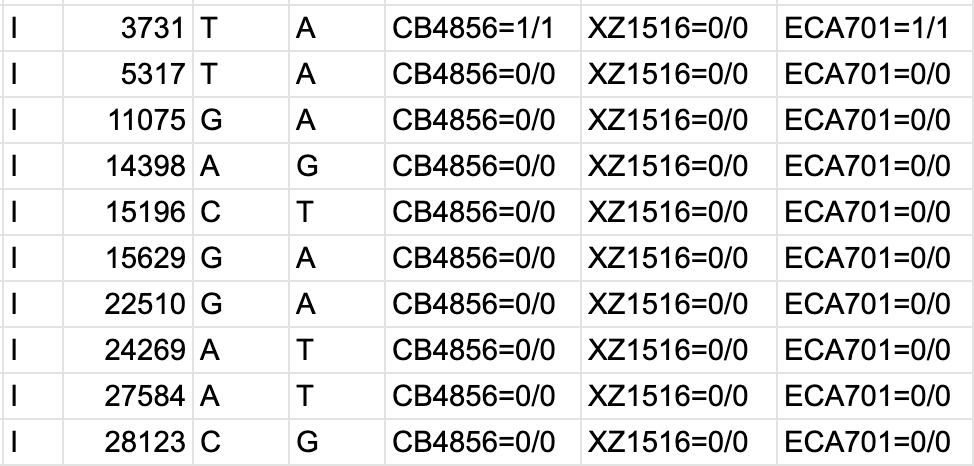 I 3731 T A CB4856=1/1 XZ1516=0/0 ECA701=1/1
I 5317 T A CB4856=0/0 XZ1516=0/0 ECA701=0/0
I 11075 G A CB4856=0/0 XZ1516=0/0 ECA701=0/0
I 14398 A G CB4856=0/0 XZ1516=0/0 ECA701=0/0
I 15196 C T CB4856=0/0 XZ1516=0/0 ECA701=0/0
I 15629 G A CB4856=0/0 XZ1516=0/0 ECA701=0/0
I 22510 G A CB4856=0/0 XZ1516=0/0 ECA701=0/0
I 24269 A T CB4856=0/0 XZ1516=0/0 ECA701=0/0
I 27584 A T CB4856=0/0 XZ1516=0/0 ECA701=0/0
I 28123 C G CB4856=0/0 XZ1516=0/0 ECA701=0/0